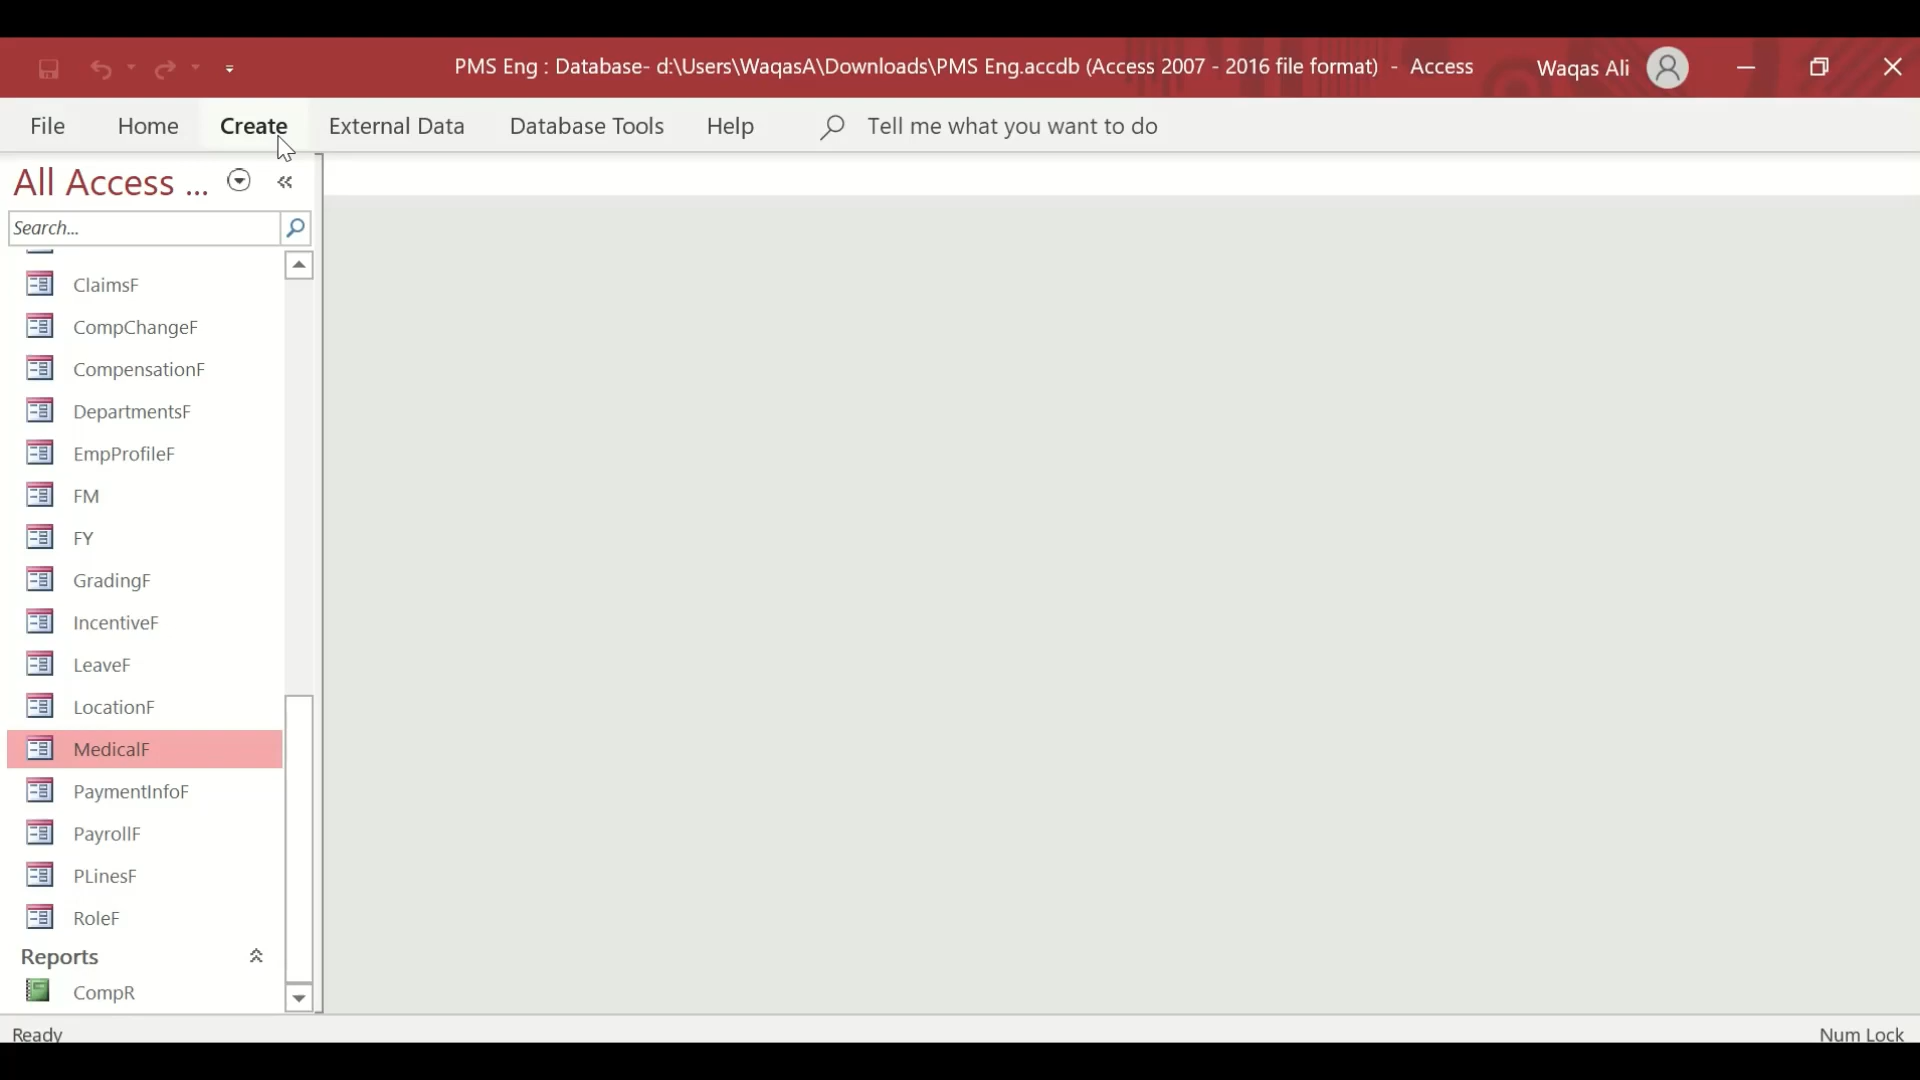 PMS Eng : Database- d:\Users\WaqasA\Downloads\PMS Eng.accdb (Access 2007 - 2016 file format) - Access
Waqas Ali
File Home Create External Data Database Tools Help Tell me what you want to do
All Access ...
Search...
ClaimsF
CompChangeF
CompensationF
DepartmentsF
EmpProfileF
FM
FY
GradingF
IncentiveF
LeaveF
LocationF
MedicalF
PaymentInfoF
PayrollF
PLinesF
RoleF
Reports
CompR
Ready
Num Lock